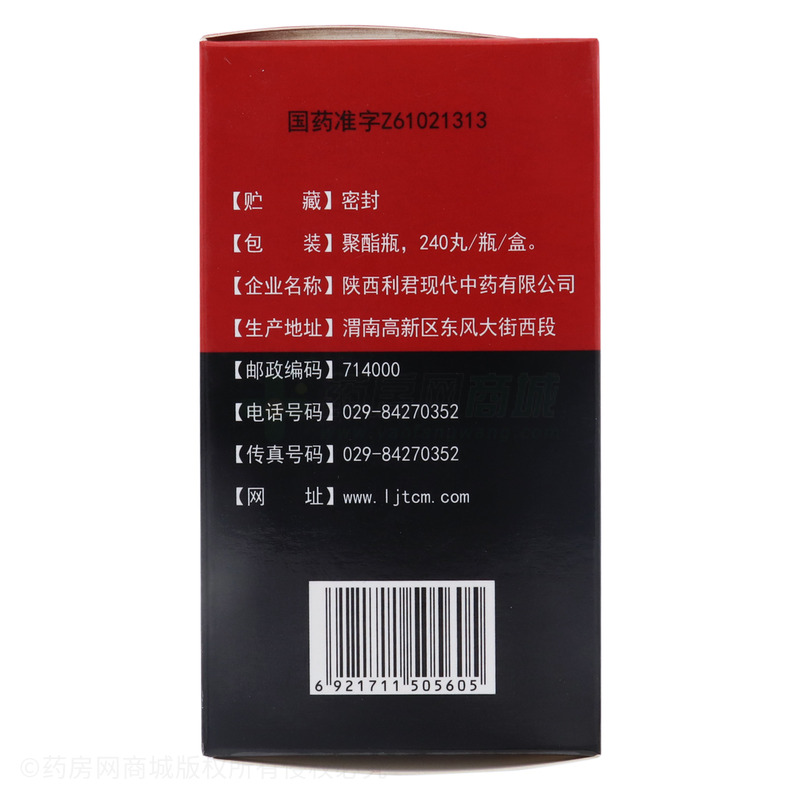 国药准字Z61021313
【贮　藏】密封
【包　装】聚酯瓶，240丸/瓶/盒。
【企业名称】陕西利君现代中药有限公司
【生产地址】渭南高新区东风大街西段
【邮政编码】714000
药房网商城
【电话号码】029-84270352
【传真号码】029-84270352
【网　址】www.ljtcm.com
6 921711 505605
©药房网商城版权所有侵权必究